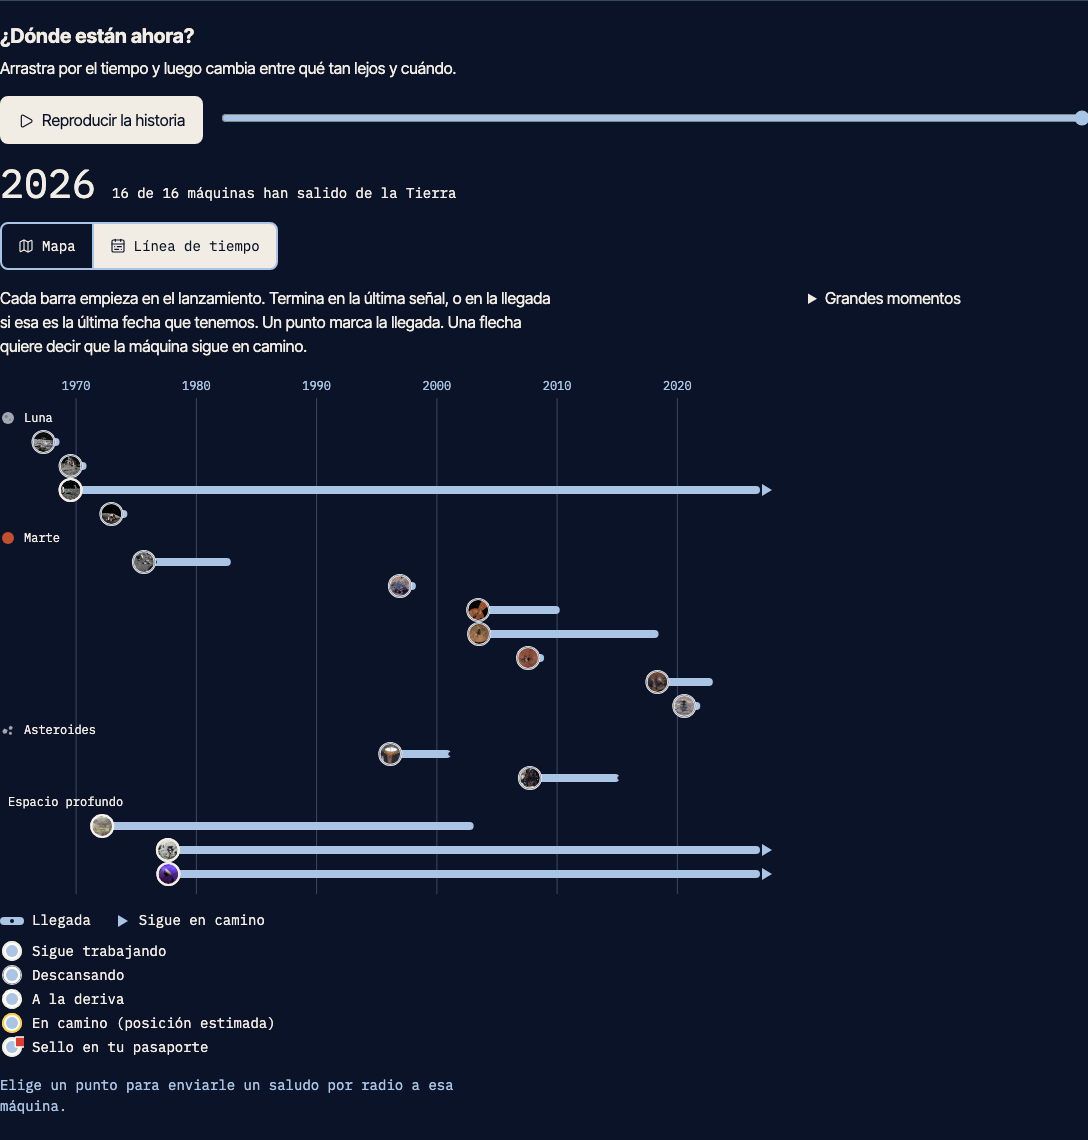 ¿Dónde están ahora?
Arrastra por el tiempo y luego cambia entre qué tan lejos y cuándo.
Reproducir la historia
2026 16 de 16 máquinas han salido de la Tierra
Mapa Línea de tiempo
Cada barra empieza en el lanzamiento. Termina en la última señal, o en la llegada
si esa es la última fecha que tenemos. Un punto marca la llegada. Una flecha
quiere decir que la máquina sigue en camino.
Grandes momentos
1970 1980 1990 2000 2010 2020
Luna
Marte
Asteroides
Espacio profundo
Llegada Sigue en camino
Sigue trabajando
Descansando
A la deriva
En camino (posición estimada)
Sello en tu pasaporte
Elige un punto para enviarle un saludo por radio a esa
máquina.